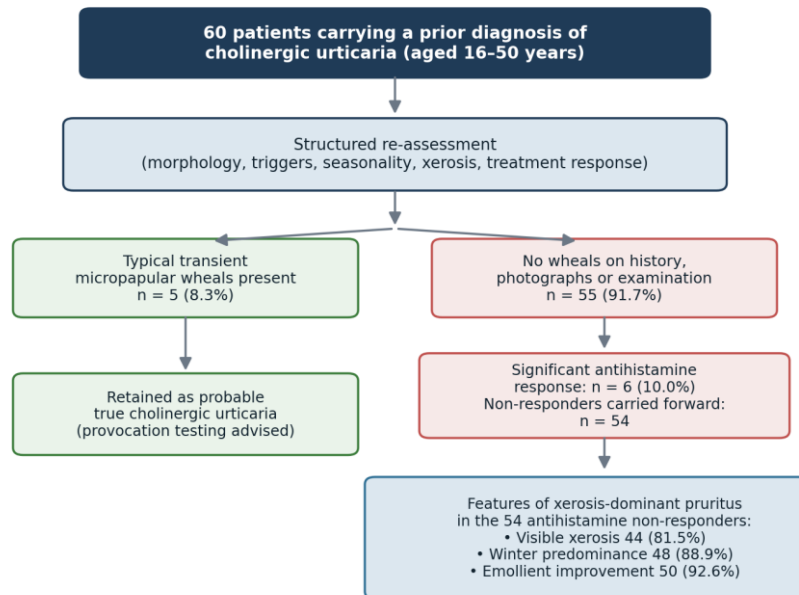 60 patients carrying a prior diagnosis of
cholinergic urticaria (aged 16–50 years)
Structured re-assessment
(morphology, triggers, seasonality, xerosis, treatment response)
Typical transient
micropapular wheals present
n = 5 (8.3%)
No wheals on history,
photographs or examination
n = 55 (91.7%)
Retained as probable
true cholinergic urticaria
(provocation testing advised)
Significant antihistamine
response: n = 6 (10.0%)
Non-responders carried forward:
n = 54
Features of xerosis-dominant pruritus
in the 54 antihistamine non-responders:
• Visible xerosis 44 (81.5%)
• Winter predominance 48 (88.9%)
• Emollient improvement 50 (92.6%)